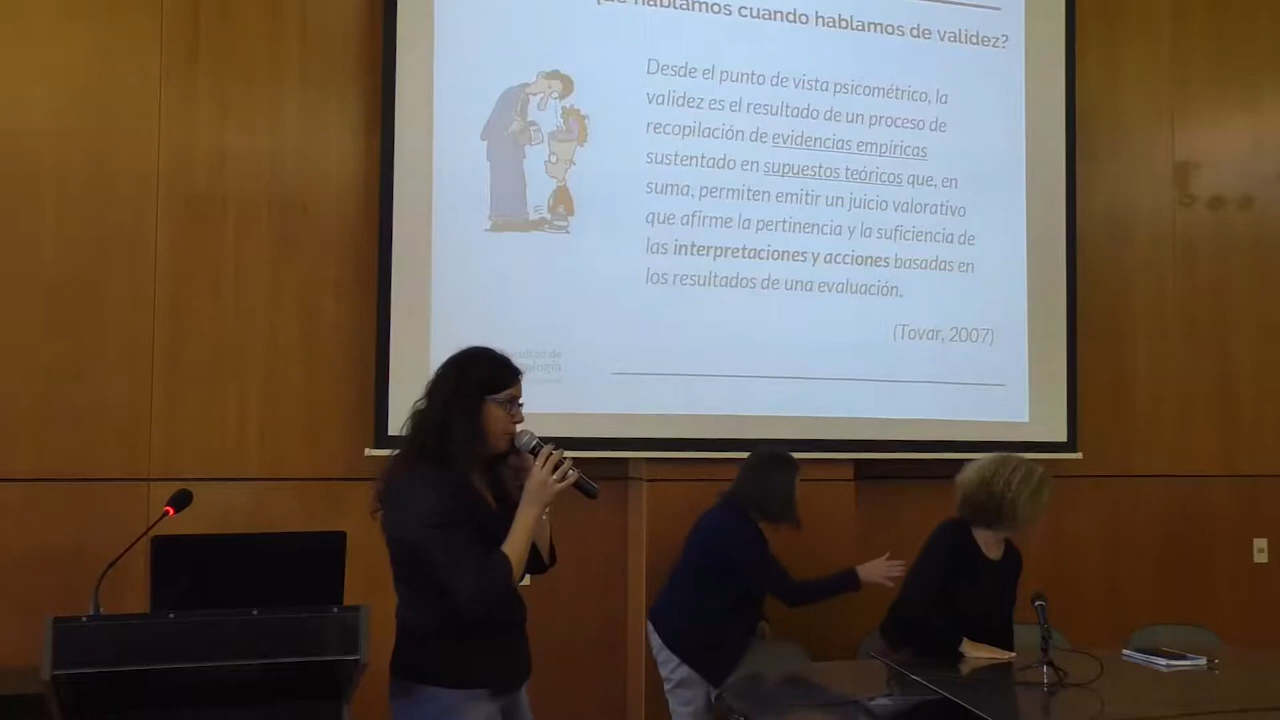 hablamos cuando hablamos de validez?
Desde el punto de vista psicométrico, la
validez es el resultado de un proceso de
recopilación de evidencias empíricas
sustentado en supuestos teóricos que, en
suma, permiten emitir un juicio valorativo
que afirme la pertinencia y la suficiencia de
las interpretaciones y acciones basadas en
los resultados de una evaluación.
(Tovar, 2007)